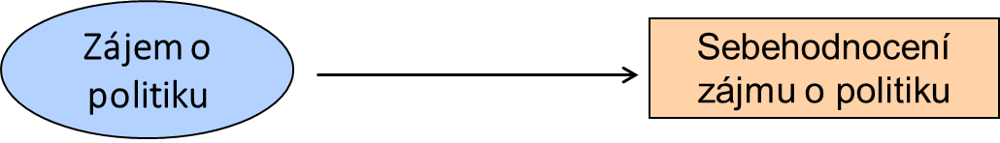 Zájem o
politiku
Sebehodnocení
zájmu o politiku